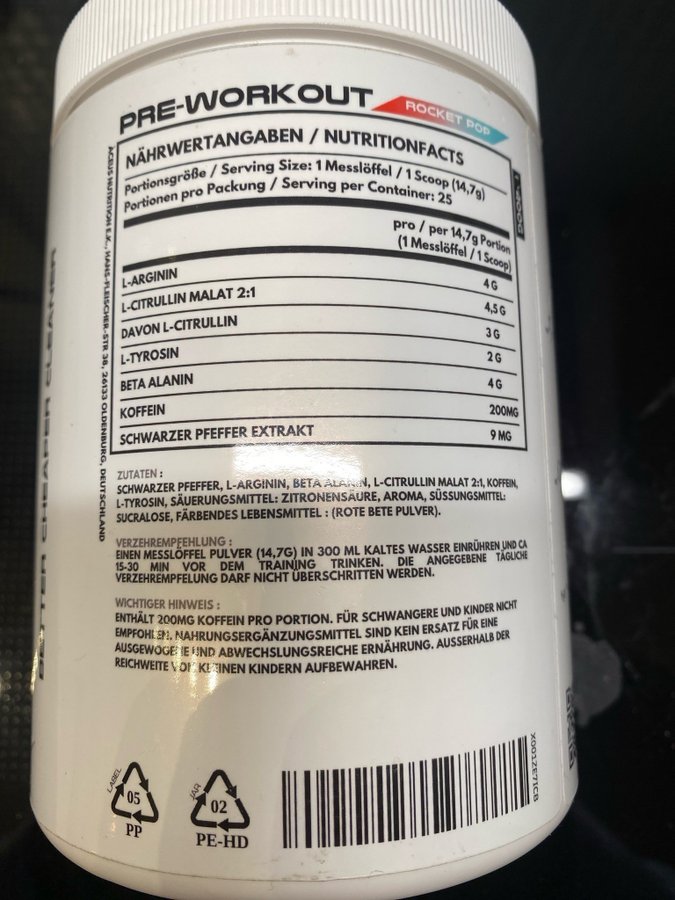 PRE-WORKOUT
ROCKET POP
NÄHRWERTANGABEN / NUTRITIONFACTS
Portionsgröße / Serving Size: 1 Messlöffel / 1 Scoop (14,7g)
Portionen pro Packung / Serving per Container: 25
pro / per 14,7g Portion
(1 Messlöffel / 1 Scoop)
L-ARGININ 4 G
L-CITRULLIN MALAT 2:1 4,5 G
DAVON L-CITRULLIN 3 G
L-TYROSIN 2 G
BETA ALANIN 4 G
KOFFEIN 200MG
SCHWARZER PFEFFER EXTRAKT 9 MG
ZUTATEN :
SCHWARZER PFEFFER, L-ARGININ, BETA ALANIN, L-CITRULLIN MALAT 2:1, KOFFEIN,
L-TYROSIN, SÄUERUNGSMITTEL: ZITRONENSÄURE, AROMA, SÜSSUNGSMITTEL:
SUCRALOSE, FÄRBENDES LEBENSMITTEL : (ROTE BETE PULVER).
VERZEHREMPFEHLUNG :
EINEN MESSLÖFFEL PULVER (14,7G) IN 300 ML KALTES WASSER EINRÜHREN UND CA
15-30 MIN VOR DEM TRAINING TRINKEN. DIE ANGEGEBENE TÄGLICHE
VERZEHREMPFELUNG DARF NICHT ÜBERSCHRITTEN WERDEN.
WICHTIGER HINWEIS :
ENTHÄLT 200MG KOFFEIN PRO PORTION. FÜR SCHWANGERE UND KINDER NICHT
EMPFOHLEN. NAHRUNGSERGÄNZUNGSMITTEL SIND KEIN ERSATZ FÜR EINE
AUSGEWOGENE UND ABWECHSLUNGSREICHE ERNÄHRUNG. AUSSERHALB DER
REICHWEITE VON KLEINEN KINDERN AUFBEWAHREN.
LABEL
05
PP
JAR
02
PE-HD
X001ZE7ICB
BETTER CHEAPER CLEANER
ACEUS NUTRITION E.K., HANS-FLEISCHER-STR 38, 26133 OLDENBURG, DEUTSCHLAND